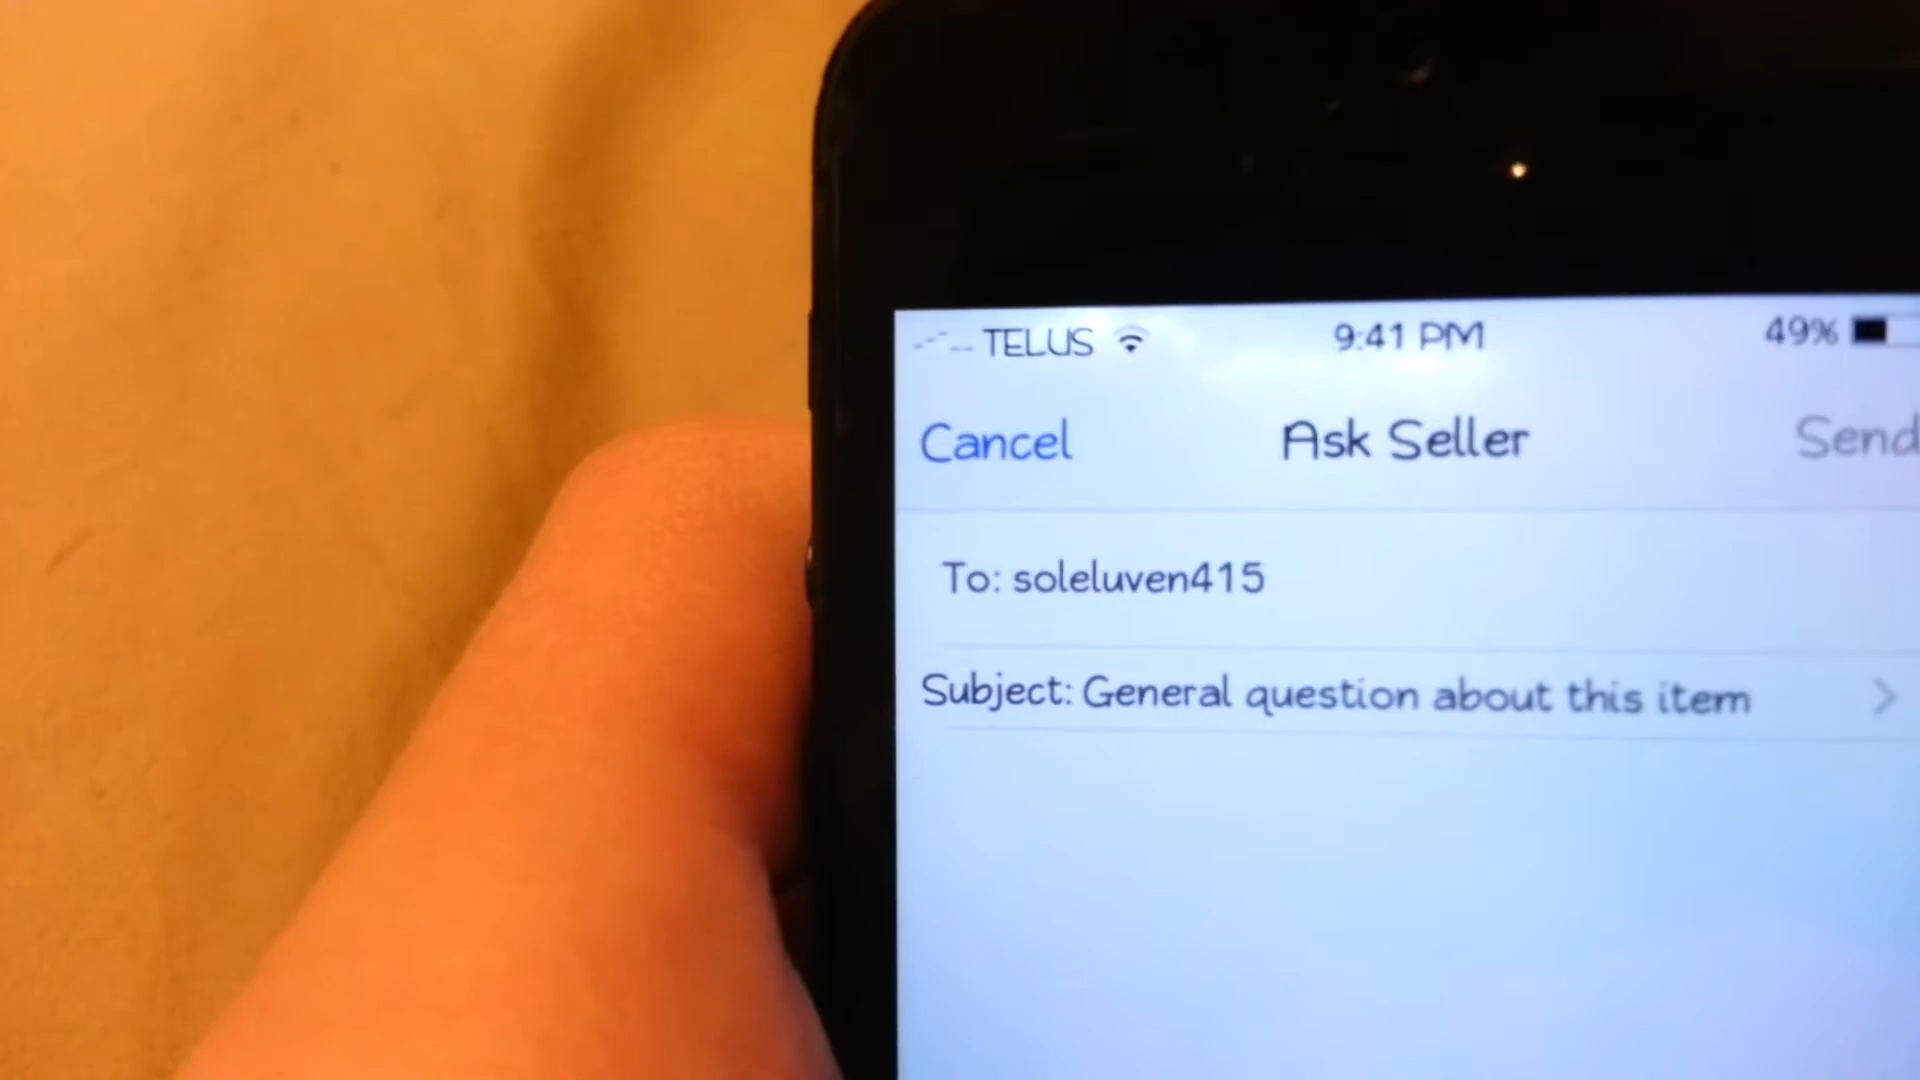 TELUS 9:41 PM 49%
Cancel Ask Seller Send
To: soleluven415
Subject: General question about this item